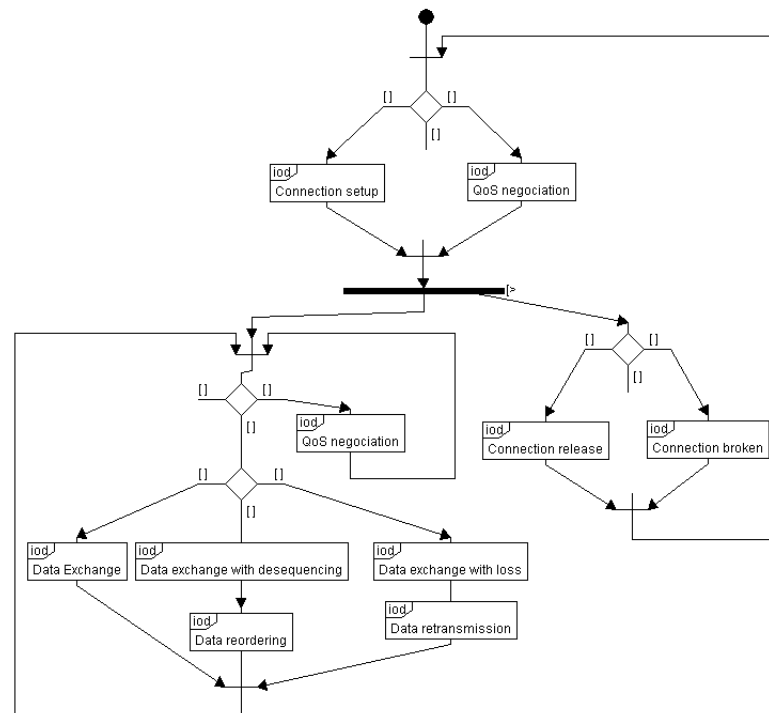 [ ]
[ ]
[ ]
iod
Connection setup
iod
QoS negociation
[>
[ ]
[ ]
[ ]
[ ]
[ ]
[ ]
iod
QoS negociation
iod
Connection release
iod
Connection broken
[ ]
[ ]
[ ]
iod
Data Exchange
iod
Data exchange with desequencing
iod
Data exchange with loss
iod
Data reordering
iod
Data retransmission